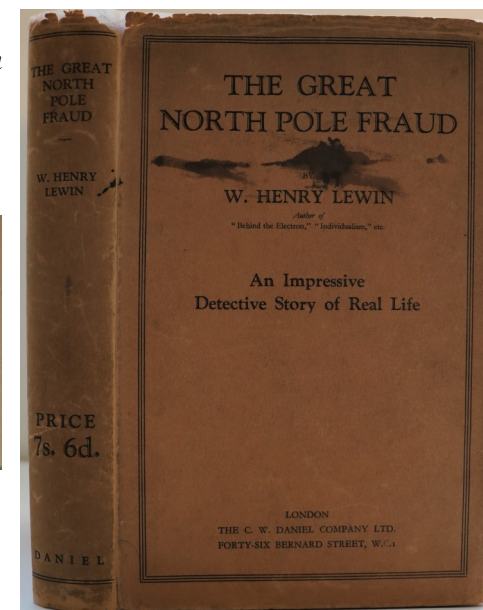 THE GREAT
NORTH
POLE
FRAUD
W. HENRY
LEWIN
PRICE
7s. 6d.
DANIEL
THE GREAT
NORTH POLE FRAUD
BY
W. HENRY LEWIN
Author of
"Behind the Electron," "Individualism," etc.
An Impressive
Detective Story of Real Life
LONDON
THE C. W. DANIEL COMPANY LTD.
FORTY-SIX BERNARD STREET, W.C.1